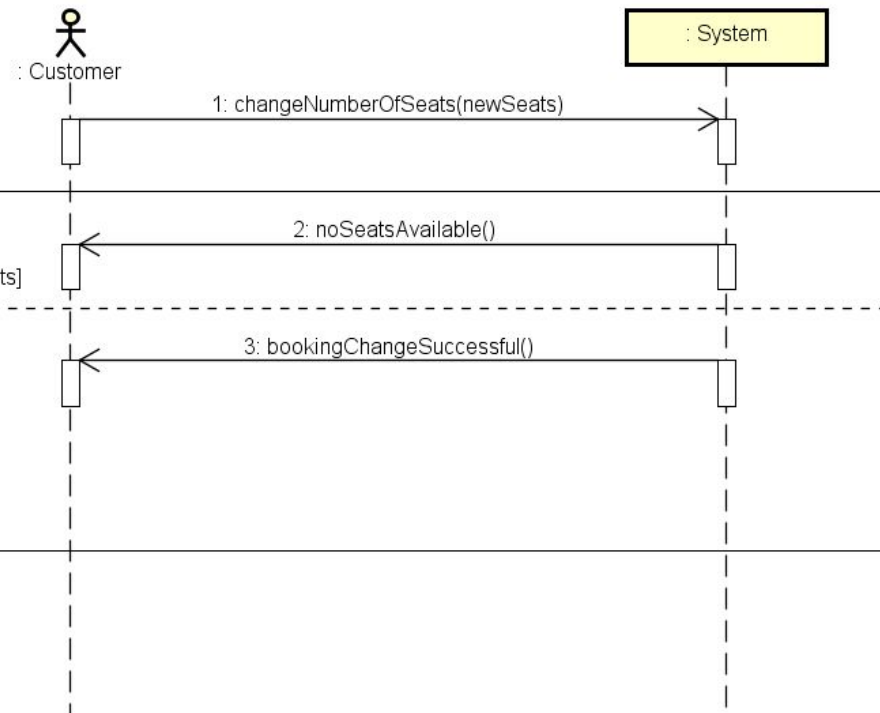 : Customer
: System
1: changeNumberOfSeats(newSeats)
2: noSeatsAvailable()
ts]
3: bookingChangeSuccessful()